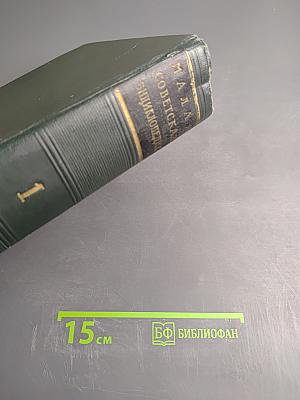 МАЛАЯ
СОВЕТСКАЯ
ЭНЦИКЛОПЕДИЯ
1
15 см
БФ БИБЛИОФАН